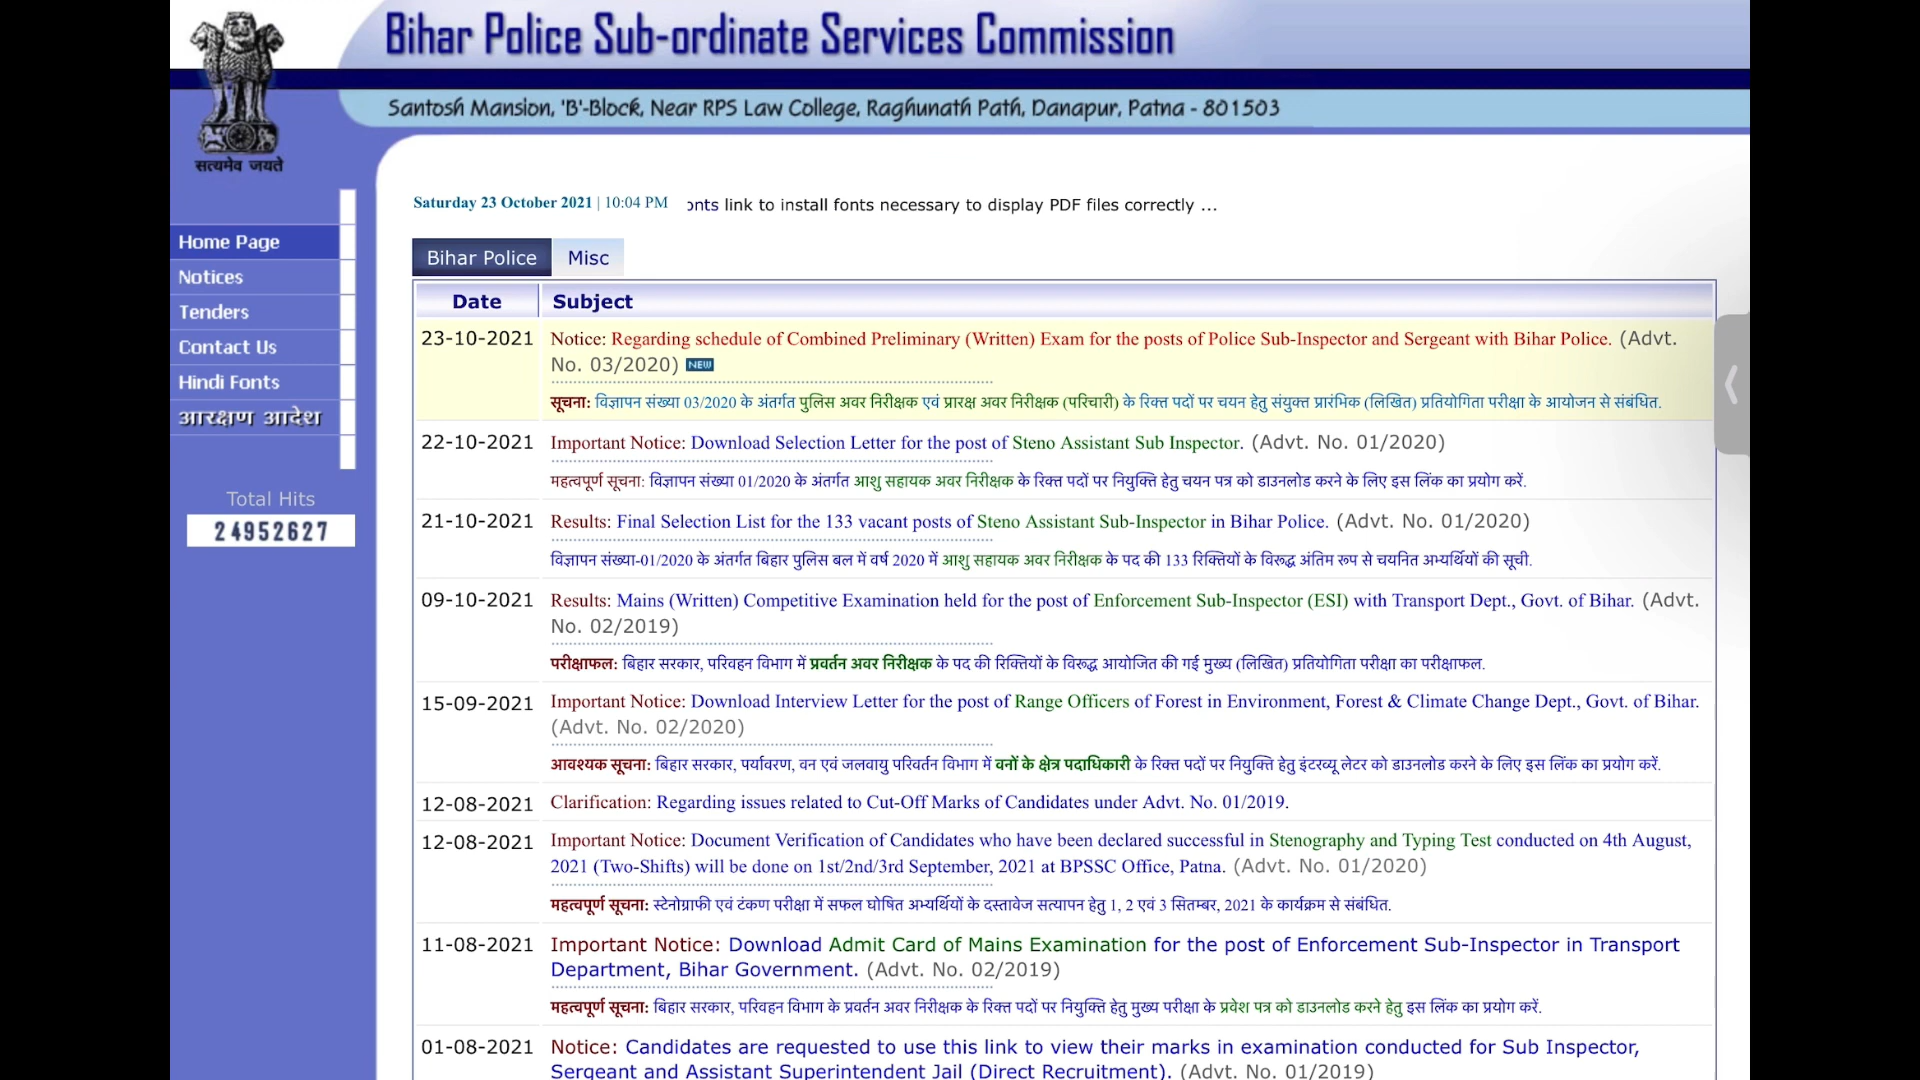 Bihar Police Sub-ordinate Services Commission
Santosh Mansion, 'B'-Block, Near RPS Law College, Raghunath Path, Danapur, Patna - 801503
सत्यमेव जयते
Home Page
Notices
Tenders
Contact Us
Hindi Fonts
आरक्षण आदेश
Total Hits
24952627
Saturday 23 October 2021 | 10:04 PM
link to install fonts necessary to display PDF files correctly ...
Bihar Police Misc
Date Subject
23-10-2021 Notice: Regarding schedule of Combined Preliminary (Written) Exam for the posts of Police Sub-Inspector and Sergeant with Bihar Police. (Advt.
No. 03/2020) NEW
सूचना: विज्ञापन संख्या 03/2020 के अंतर्गत पुलिस अवर निरीक्षक एवं प्रारक्ष अवर निरीक्षक (परिचारी) के रिक्त पदों पर चयन हेतु संयुक्त प्रारंभिक (लिखित) प्रतियोगिता परीक्षा के आयोजन से संबंधित.
22-10-2021 Important Notice: Download Selection Letter for the post of Steno Assistant Sub Inspector. (Advt. No. 01/2020)
महत्वपूर्ण सूचना: विज्ञापन संख्या 01/2020 के अंतर्गत आशु सहायक अवर निरीक्षक के रिक्त पदों पर नियुक्ति हेतु चयन पत्र को डाउनलोड करने के लिए इस लिंक का प्रयोग करें.
21-10-2021 Results: Final Selection List for the 133 vacant posts of Steno Assistant Sub-Inspector in Bihar Police. (Advt. No. 01/2020)
विज्ञापन संख्या-01/2020 के अंतर्गत बिहार पुलिस बल में वर्ष 2020 में आशु सहायक अवर निरीक्षक के पद की 133 रिक्तियों के विरूद्ध अंतिम रूप से चयनित अभ्यर्थियों की सूची.
09-10-2021 Results: Mains (Written) Competitive Examination held for the post of Enforcement Sub-Inspector (ESI) with Transport Dept., Govt. of Bihar. (Advt.
No. 02/2019)
परीक्षाफल: बिहार सरकार, परिवहन विभाग में प्रवर्तन अवर निरीक्षक के पद की रिक्तियों के विरूद्ध आयोजित की गई मुख्य (लिखित) प्रतियोगिता परीक्षा का परीक्षाफल.
15-09-2021 Important Notice: Download Interview Letter for the post of Range Officers of Forest in Environment, Forest & Climate Change Dept., Govt. of Bihar.
(Advt. No. 02/2020)
आवश्यक सूचना: बिहार सरकार, पर्यावरण, वन एवं जलवायु परिवर्तन विभाग में वनों के क्षेत्र पदाधिकारी के रिक्त पदों पर नियुक्ति हेतु इंटरव्यू लेटर को डाउनलोड करने के लिए इस लिंक का प्रयोग करें.
12-08-2021 Clarification: Regarding issues related to Cut-Off Marks of Candidates under Advt. No. 01/2019.
12-08-2021 Important Notice: Document Verification of Candidates who have been declared successful in Stenography and Typing Test conducted on 4th August,
2021 (Two-Shifts) will be done on 1st/2nd/3rd September, 2021 at BPSSC Office, Patna. (Advt. No. 01/2020)
महत्वपूर्ण सूचना: स्टेनोग्राफी एवं टंकण परीक्षा में सफल घोषित अभ्यर्थियों के दस्तावेज सत्यापन हेतु 1, 2 एवं 3 सितम्बर, 2021 के कार्यक्रम से संबंधित.
11-08-2021 Important Notice: Download Admit Card of Mains Examination for the post of Enforcement Sub-Inspector in Transport
Department, Bihar Government. (Advt. No. 02/2019)
महत्वपूर्ण सूचना: बिहार सरकार, परिवहन विभाग के प्रवर्तन अवर निरीक्षक के रिक्त पदों पर नियुक्ति हेतु मुख्य परीक्षा के प्रवेश पत्र को डाउनलोड करने हेतु इस लिंक का प्रयोग करें.
01-08-2021 Notice: Candidates are requested to use this link to view their marks in examination conducted for Sub Inspector,
Sergeant and Assistant Superintendent Jail (Direct Recruitment). (Advt. No. 01/2019)